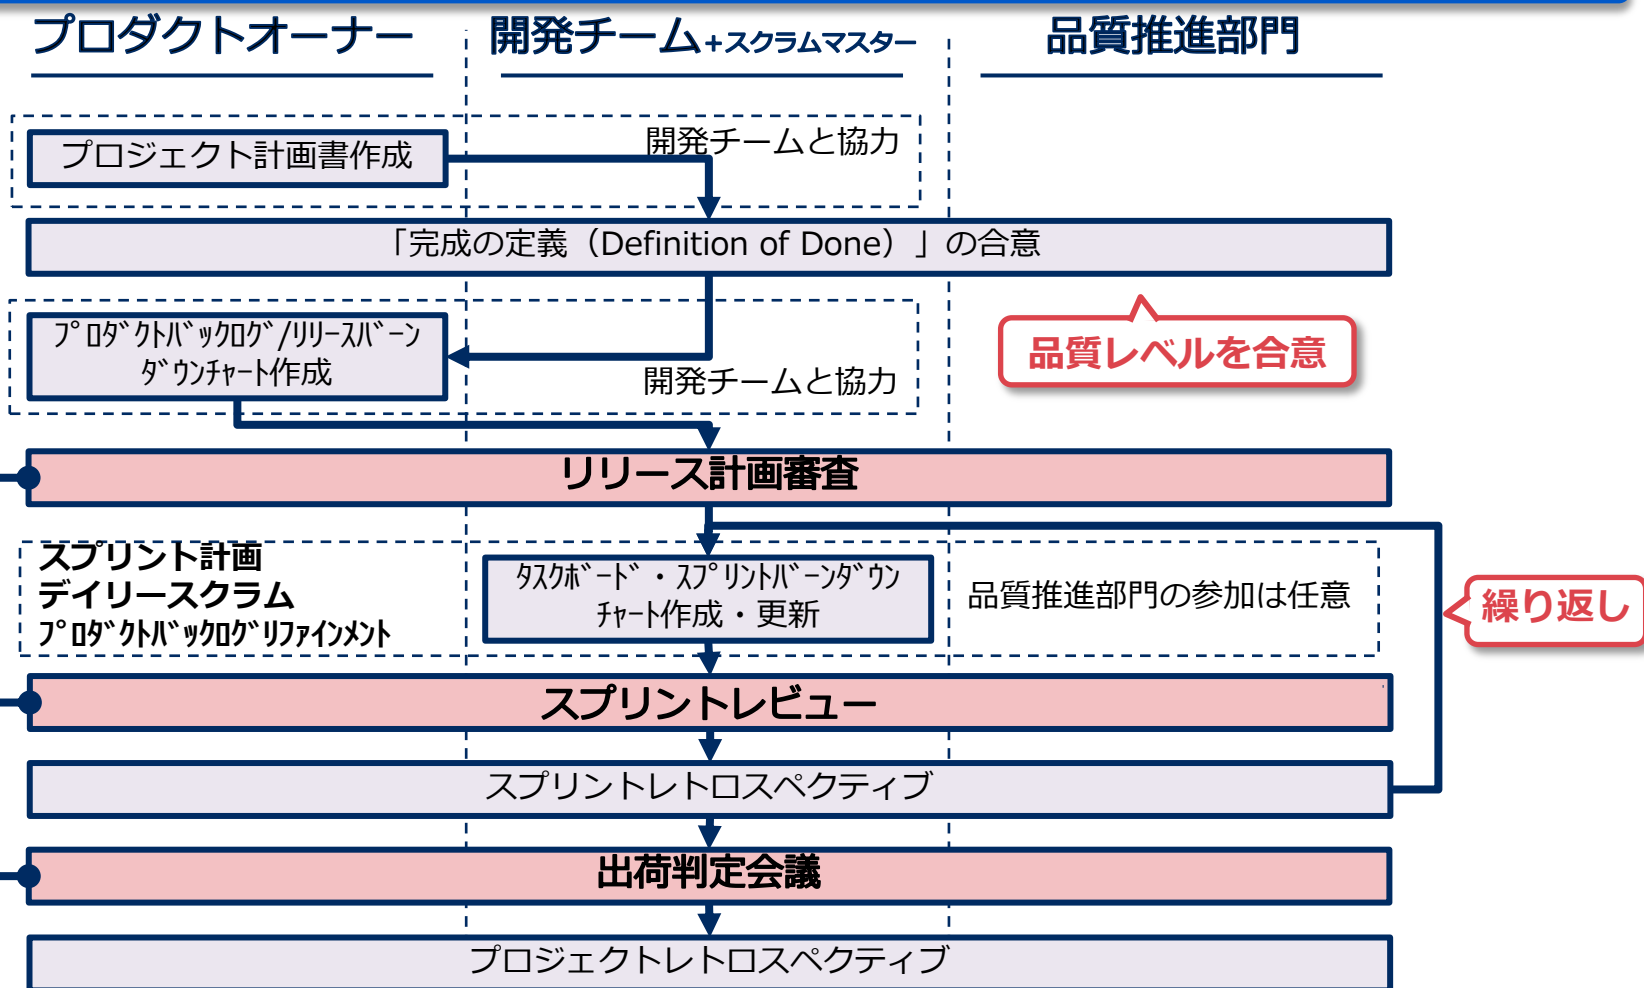 プロダクトオーナー
開発チーム+スクラムマスター
品質推進部門
プロジェクト計画書作成
開発チームと協力
「完成の定義（Definition of Done）」の合意
ﾌﾟﾛﾀﾞｸﾄﾊﾞｯｸﾛｸﾞ/ﾘﾘｰｽﾊﾞｰﾝ
ﾀﾞｳﾝﾁｬｰﾄ作成
開発チームと協力
品質レベルを合意
リリース計画審査
スプリント計画
デイリースクラム
ﾌﾟﾛﾀﾞｸﾄﾊﾞｯｸﾛｸﾞﾘﾌｧｲﾝﾒﾝﾄ
ﾀｽｸﾎﾞｰﾄﾞ・ｽﾌﾟﾘﾝﾄﾊﾞｰﾝﾀﾞｳﾝ
ﾁｬｰﾄ作成・更新
品質推進部門の参加は任意
繰り返し
スプリントレビュー
スプリントレトロスペクティブ
出荷判定会議
プロジェクトレトロスペクティブ